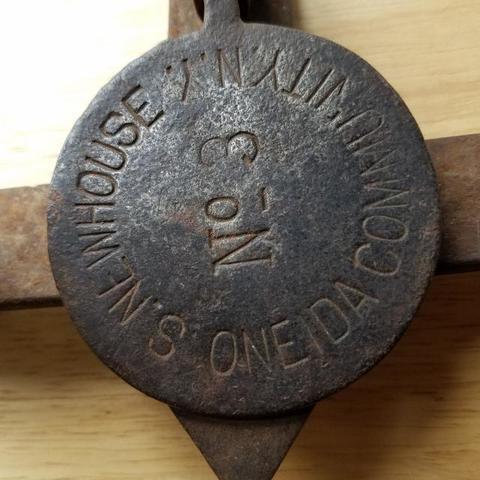 S. NEWHOUSE
ONEIDA COMMUNITY. N.Y.
No 3